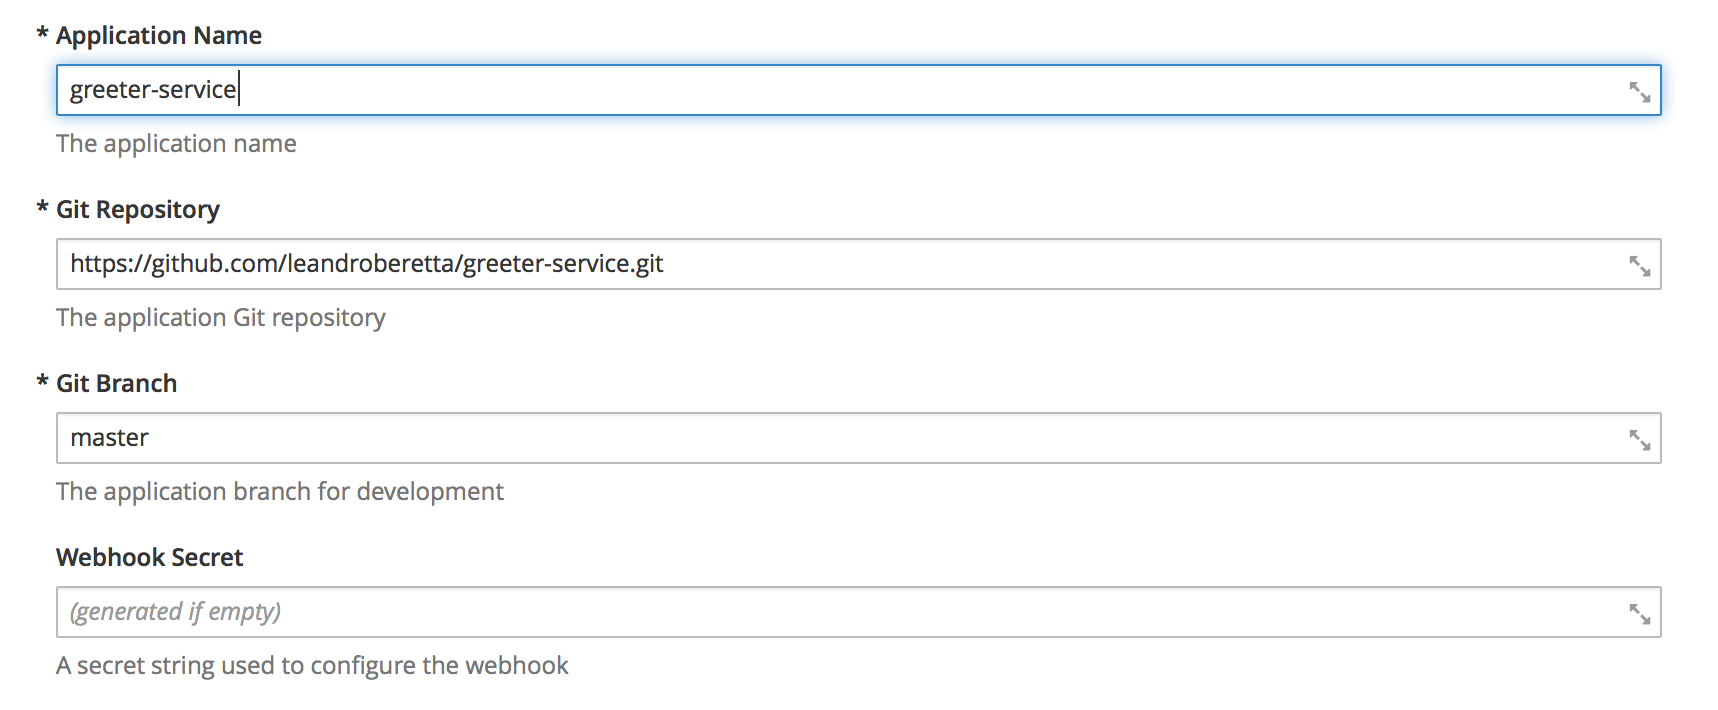 * Application Name
greeter-service
The application name
* Git Repository
https://github.com/leandroberetta/greeter-service.git
The application Git repository
* Git Branch
master
The application branch for development
Webhook Secret
(generated if empty)
A secret string used to configure the webhook